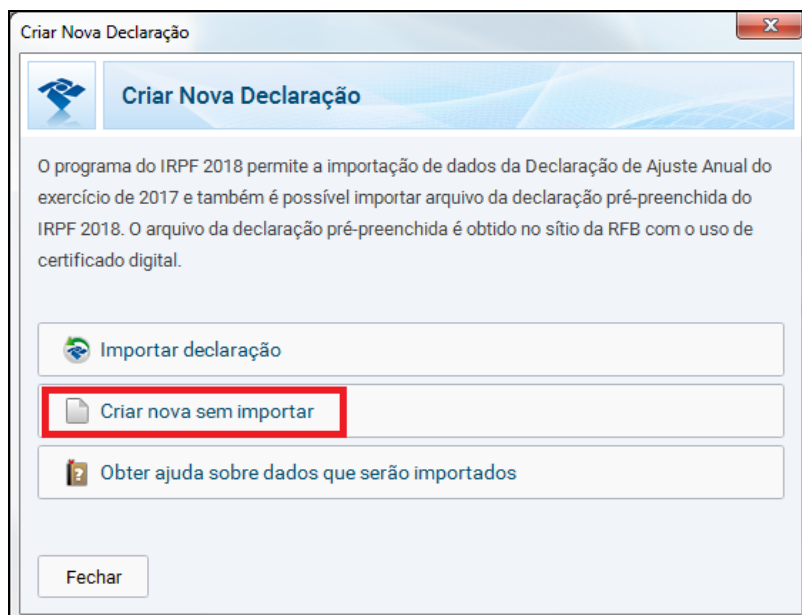 Criar Nova Declaração
Criar Nova Declaração
O programa do IRPF 2018 permite a importação de dados da Declaração de Ajuste Anual do
exercício de 2017 e também é possível importar arquivo da declaração pré-preenchida do
IRPF 2018. O arquivo da declaração pré-preenchida é obtido no sítio da RFB com o uso de
certificado digital.
Importar declaração
Criar nova sem importar
Obter ajuda sobre dados que serão importados
Fechar